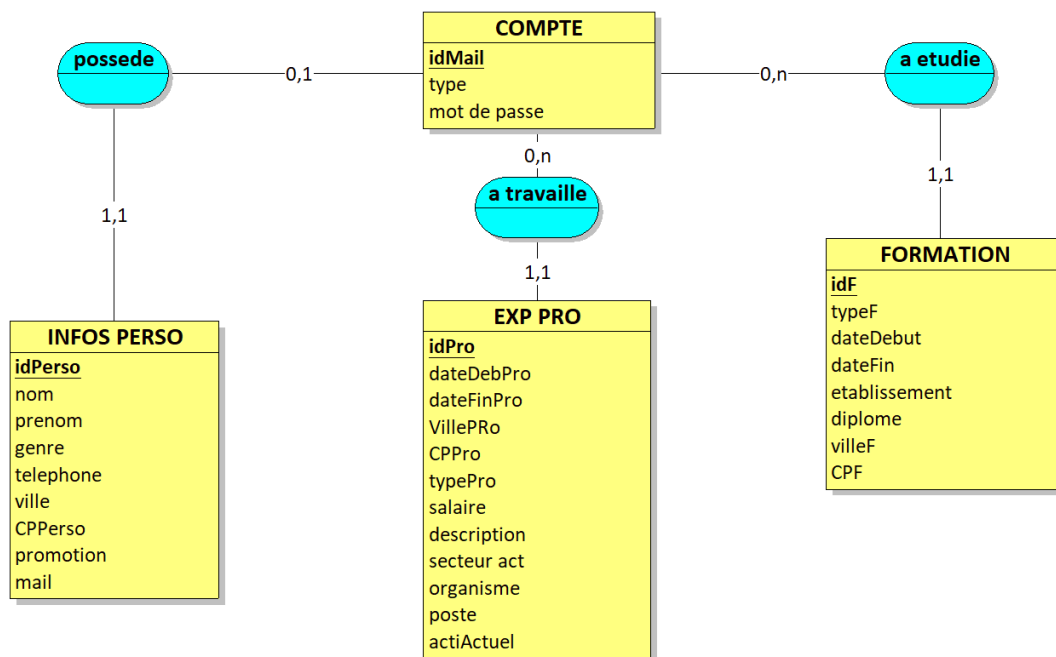 COMPTE
idMail
type
mot de passe
possede
0,1
0,n
a etudie
0,n
a travaille
1,1
1,1
1,1
INFOS PERSO
idPerso
nom
prenom
genre
telephone
ville
CPPerso
promotion
mail
EXP PRO
idPro
dateDebPro
dateFinPro
VillePRo
CPPro
typePro
salaire
description
secteur act
organisme
poste
actiActuel
FORMATION
idF
typeF
dateDebut
dateFin
etablissement
diplome
villeF
CPF